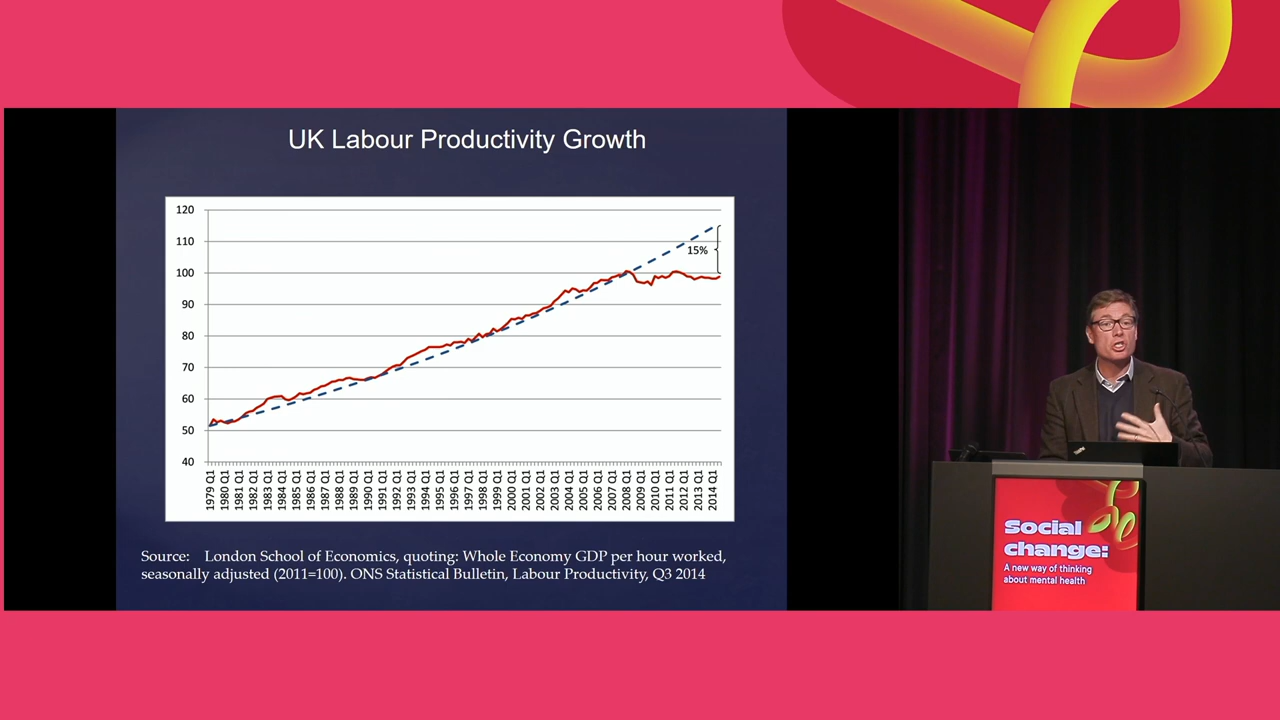 UK Labour Productivity Growth
120
110
100
90
80
70
60
50
40
15%
1979 Q1
1980 Q1
1981 Q1
1982 Q1
1983 Q1
1984 Q1
1985 Q1
1986 Q1
1987 Q1
1988 Q1
1989 Q1
1990 Q1
1991 Q1
1992 Q1
1993 Q1
1994 Q1
1995 Q1
1996 Q1
1997 Q1
1998 Q1
1999 Q1
2000 Q1
2001 Q1
2002 Q1
2003 Q1
2004 Q1
2005 Q1
2006 Q1
2007 Q1
2008 Q1
2009 Q1
2010 Q1
2011 Q1
2012 Q1
2013 Q1
2014 Q1
Source: London School of Economics, quoting: Whole Economy GDP per hour worked,
seasonally adjusted (2011=100). ONS Statistical Bulletin, Labour Productivity, Q3 2014
Social
change:
A new way of thinking
about mental health